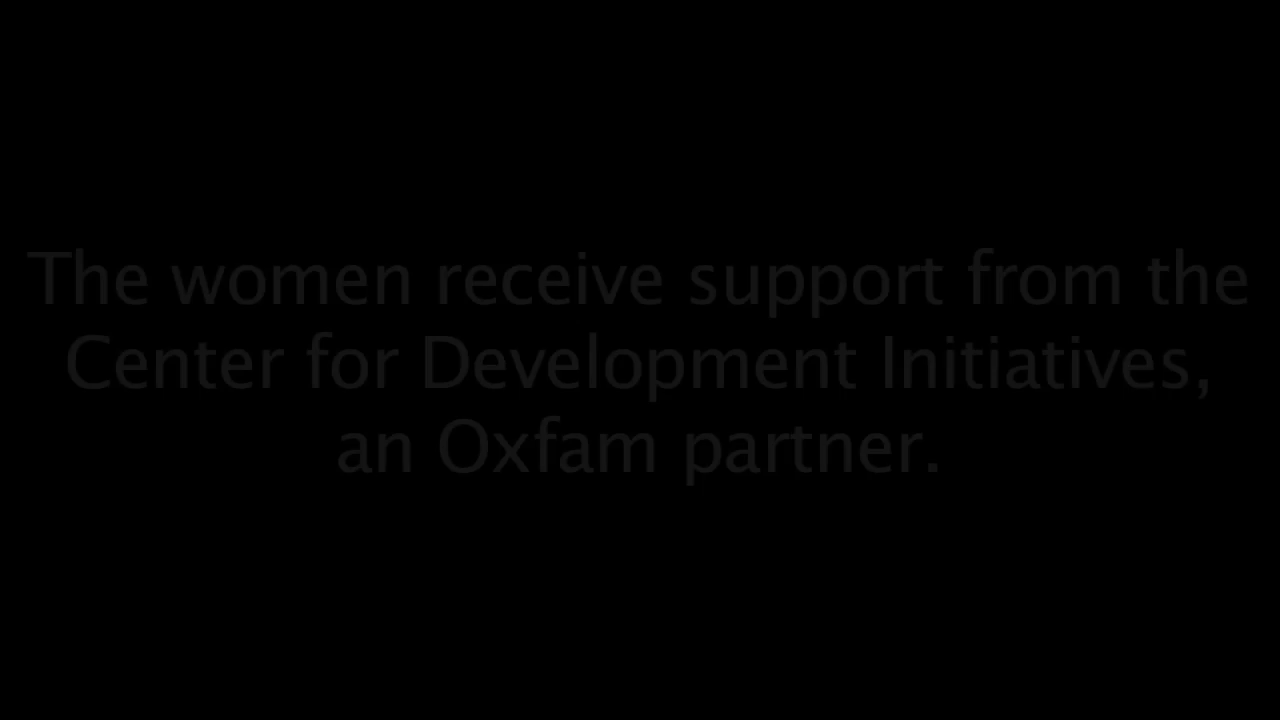 The women receive support from the
Center for Development Initiatives,
an Oxfam partner.